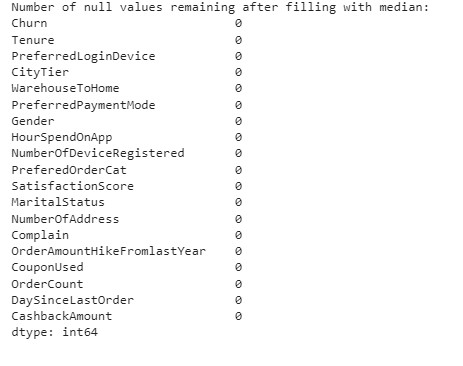 Number of null values remaining after filling with median:
Churn 0
Tenure 0
PreferredLoginDevice 0
CityTier 0
WarehouseToHome 0
PreferredPaymentMode 0
Gender 0
HourSpendOnApp 0
NumberOfDeviceRegistered 0
PreferedOrderCat 0
SatisfactionScore 0
MaritalStatus 0
NumberOfAddress 0
Complain 0
OrderAmountHikeFromlastYear 0
CouponUsed 0
OrderCount 0
DaySinceLastOrder 0
CashbackAmount 0
dtype: int64